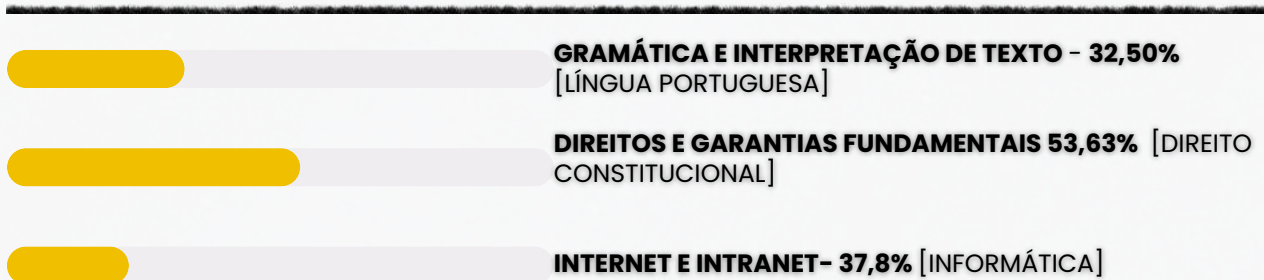 GRAMÁTICA E INTERPRETAÇÃO DE TEXTO - 32,50%
[LÍNGUA PORTUGUESA]
DIREITOS E GARANTIAS FUNDAMENTAIS 53,63% [DIREITO
CONSTITUCIONAL]
INTERNET E INTRANET- 37,8% [INFORMÁTICA]